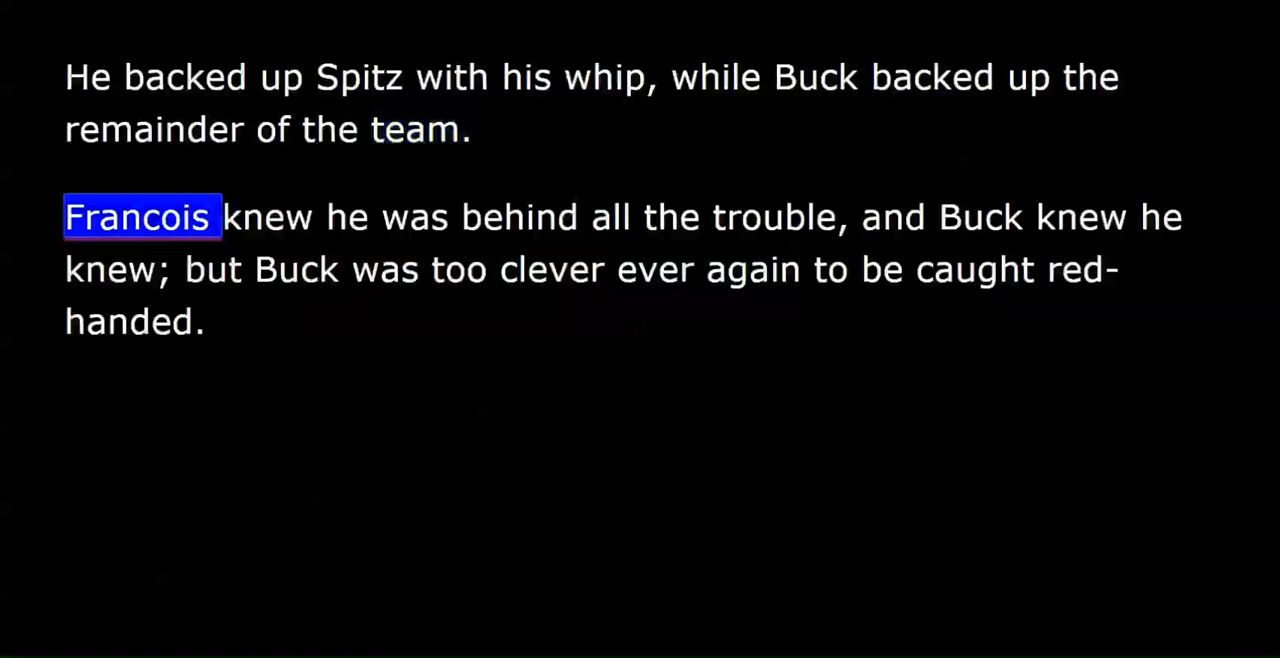 He backed up Spitz with his whip, while Buck backed up the
remainder of the team.
Francois knew he was behind all the trouble, and Buck knew he
knew; but Buck was too clever ever again to be caught red-
handed.